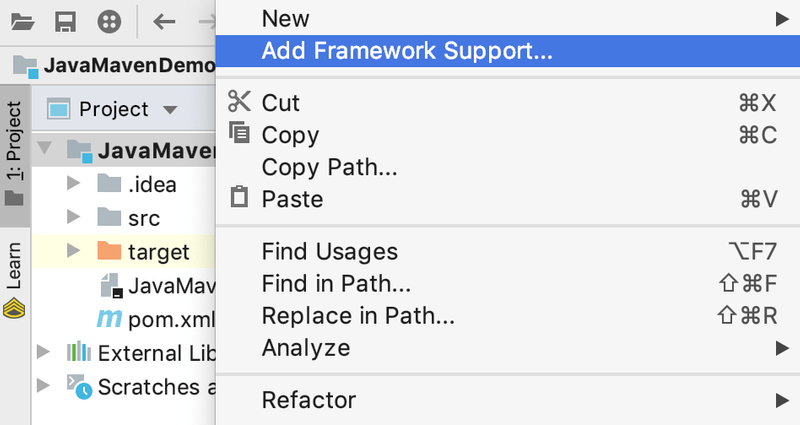 JavaMavenDemo
1: Project
Learn
Project
JavaMaven
.idea
src
target
JavaMav
pom.xml
External Lib
Scratches a
New
Add Framework Support...
Cut ⌘X
Copy ⌘C
Copy Path...
Paste ⌘V
Find Usages ⌥F7
Find in Path... ⇧⌘F
Replace in Path... ⇧⌘R
Analyze
Refactor